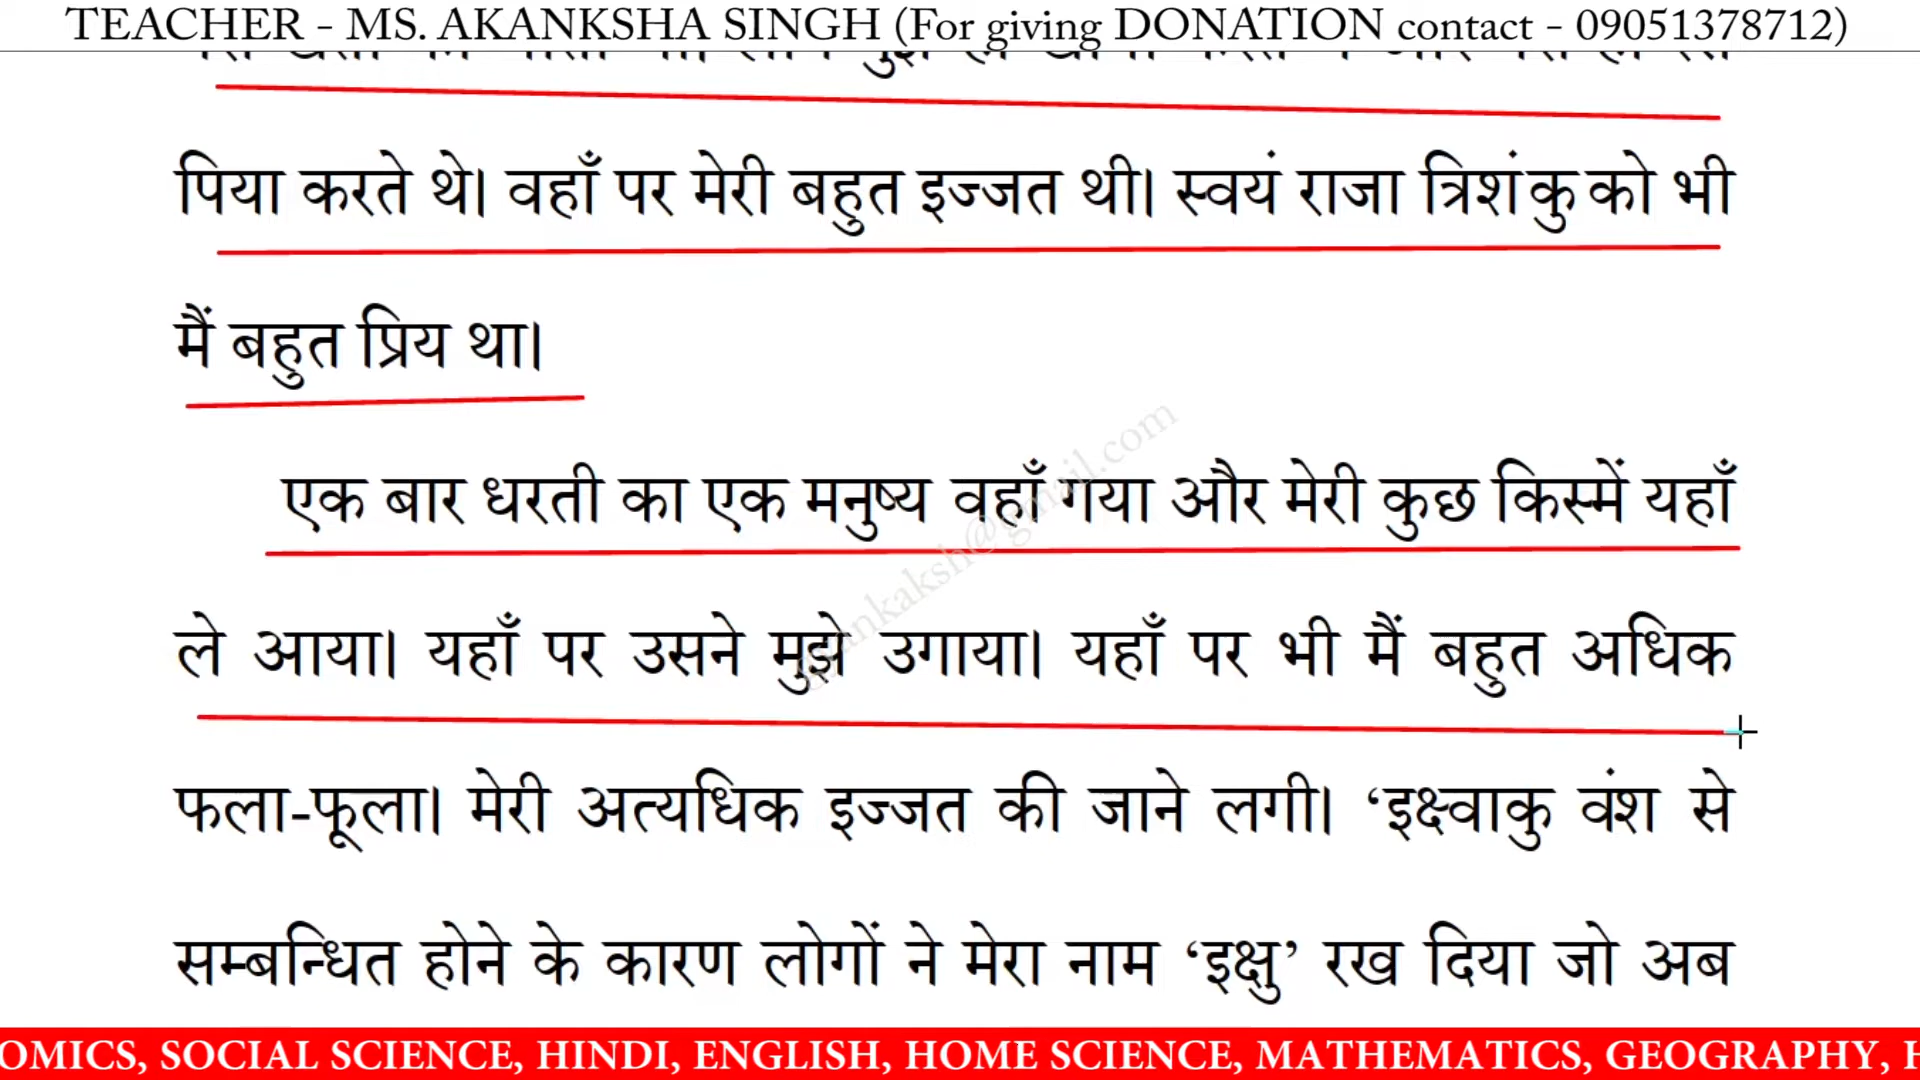 TEACHER - MS. AKANKSHA SINGH (For giving DONATION contact - 09051378712)
पिया करते थे। वहाँ पर मेरी बहुत इज्जत थी। स्वयं राजा त्रिशंकु को भी
मैं बहुत प्रिय था।
एक बार धरती का एक मनुष्य वहाँ गया और मेरी कुछ किस्में यहाँ
ले आया। यहाँ पर उसने मुझे उगाया। यहाँ पर भी मैं बहुत अधिक
फला-फूला। मेरी अत्यधिक इज्जत की जाने लगी। ‘इक्ष्वाकु वंश से
सम्बन्धित होने के कारण लोगों ने मेरा नाम ‘इक्षु’ रख दिया जो अब
OMICS, SOCIAL SCIENCE, HINDI, ENGLISH, HOME SCIENCE, MATHEMATICS, GEOGRAPHY, H